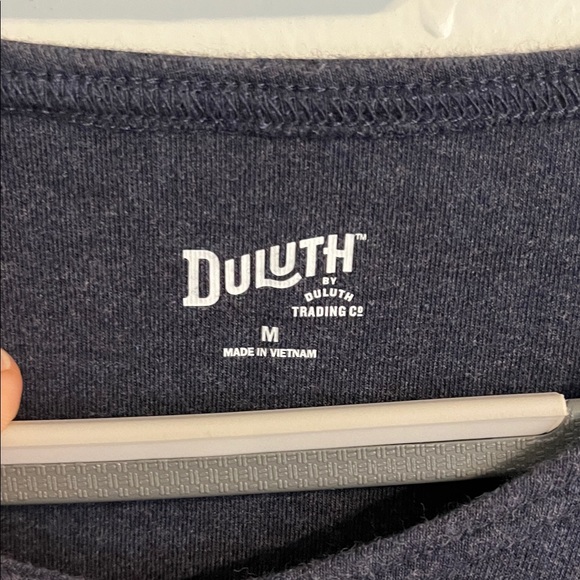 DULUTH™
BY
DULUTH
TRADING Co
M
MADE IN VIETNAM